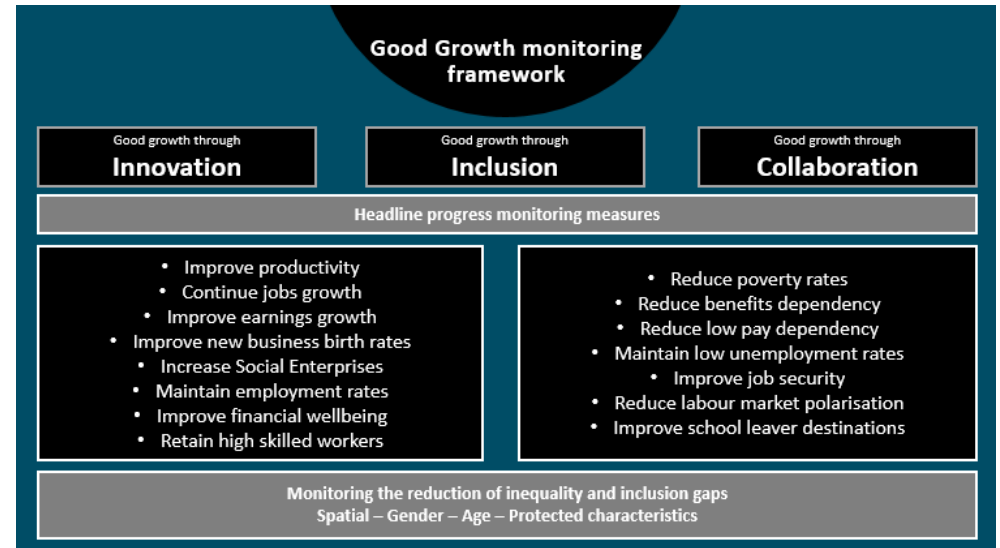 Good Growth monitoring
framework
Good growth through
Innovation
Good growth through
Inclusion
Good growth through
Collaboration
Headline progress monitoring measures
• Improve productivity
• Continue jobs growth
• Improve earnings growth
• Improve new business birth rates
• Increase Social Enterprises
• Maintain employment rates
• Improve financial wellbeing
• Retain high skilled workers
• Reduce poverty rates
• Reduce benefits dependency
• Reduce low pay dependency
• Maintain low unemployment rates
• Improve job security
• Reduce labour market polarisation
• Improve school leaver destinations
Monitoring the reduction of inequality and inclusion gaps
Spatial – Gender – Age – Protected characteristics